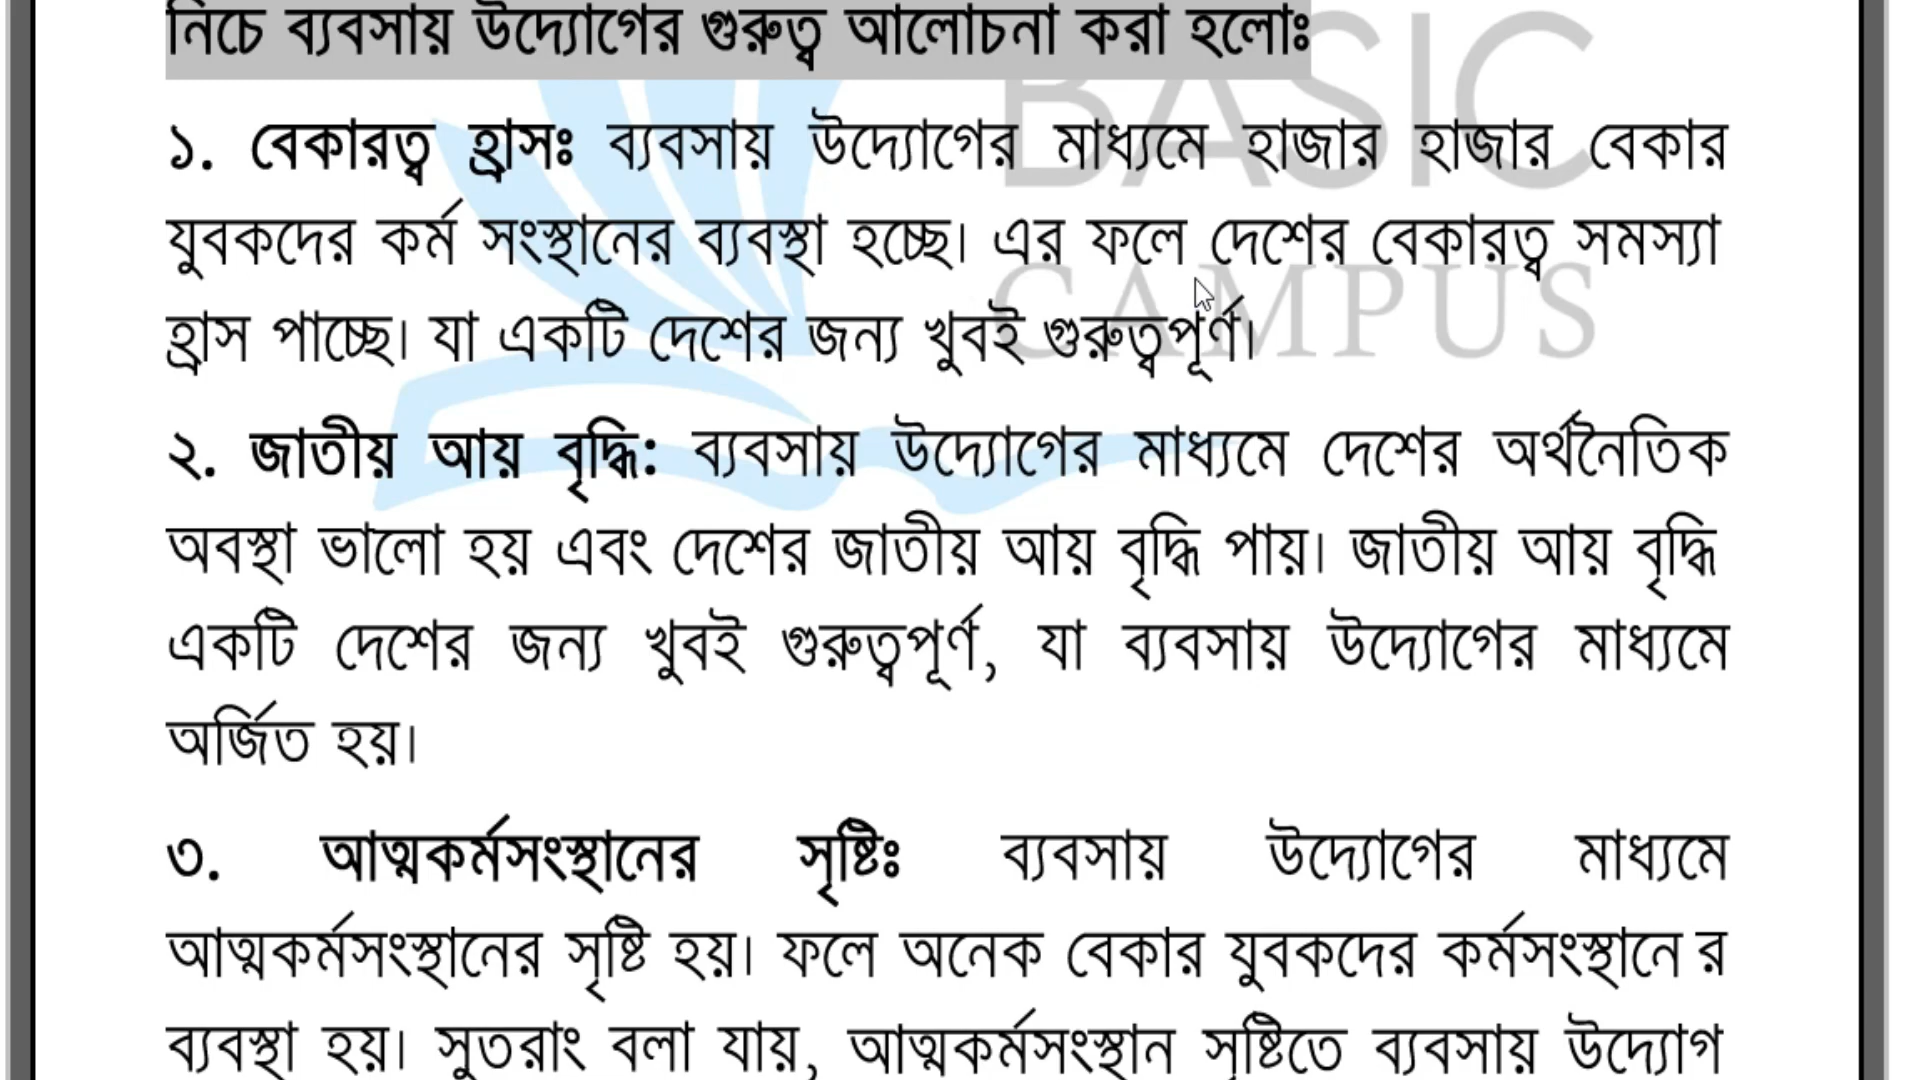 নিচে ব্যবসায় উদ্যোগের গুরুত্ব আলোচনা করা হলোঃ
BASIC
১. বেকারত্ব হ্রাসঃ ব্যবসায় উদ্যোগের মাধ্যমে হাজার হাজার বেকার
যুবকদের কর্ম সংস্থানের ব্যবস্থা হচ্ছে। এর ফলে দেশের বেকারত্ব সমস্যা
CAMPUS
হ্রাস পাচ্ছে। যা একটি দেশের জন্য খুবই গুরুত্বপূর্ণ।
২. জাতীয় আয় বৃদ্ধি: ব্যবসায় উদ্যোগের মাধ্যমে দেশের অর্থনৈতিক
অবস্থা ভালো হয় এবং দেশের জাতীয় আয় বৃদ্ধি পায়। জাতীয় আয় বৃদ্ধি
একটি দেশের জন্য খুবই গুরুত্বপূর্ণ, যা ব্যবসায় উদ্যোগের মাধ্যমে
অর্জিত হয়।
৩. আত্মকর্মসংস্থানের সৃষ্টিঃ ব্যবসায় উদ্যোগের মাধ্যমে
আত্মকর্মসংস্থানের সৃষ্টি হয়। ফলে অনেক বেকার যুবকদের কর্মসংস্থানে র
ব্যবস্থা হয়। সুতরাং বলা যায়, আত্মকর্মসংস্থান সৃষ্টিতে ব্যবসায় উদ্যোগ